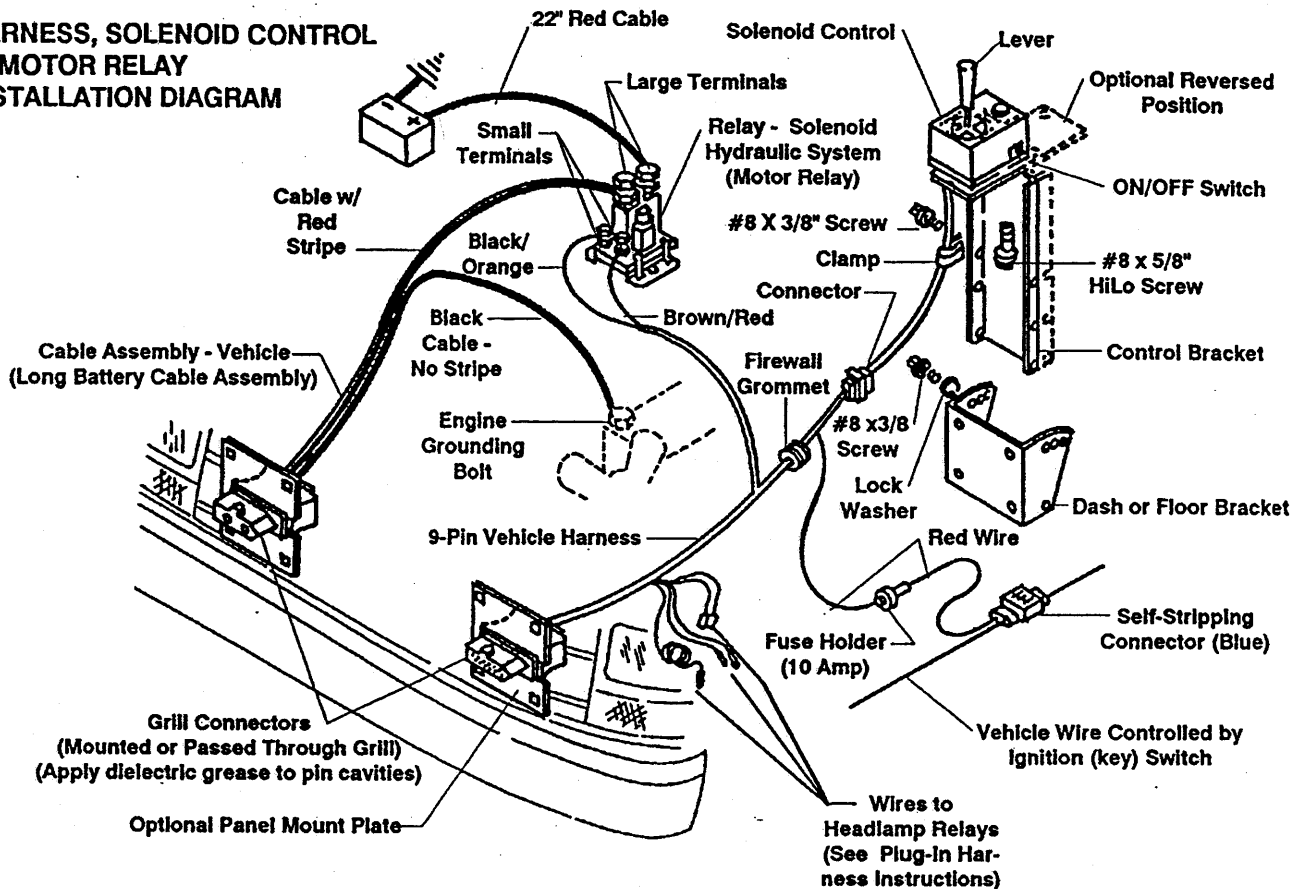 ERNESS, SOLENOID CONTROL
MOTOR RELAY
STALLATION DIAGRAM
22" Red Cable
Solenoid Control
Lever
Large Terminals
Optional Reversed
Position
Small
Terminals
Relay - Solenoid
Hydraulic System
(Motor Relay)
ON/OFF Switch
Cable w/
Red
Stripe
#8 X 3/8" Screw
Black/
Orange
Clamp
#8 x 5/8"
HiLo Screw
Connector
Black
Cable -
No Stripe
Brown/Red
Cable Assembly - Vehicle
(Long Battery Cable Assembly)
Firewall
Grommet
Control Bracket
Engine
Grounding
Bolt
#8 x3/8
Screw
Lock
Washer
Dash or Floor Bracket
9-Pin Vehicle Harness
Red Wire
Fuse Holder
(10 Amp)
Self-Stripping
Connector (Blue)
Grill Connectors
(Mounted or Passed Through Grill)
(Apply dielectric grease to pin cavities)
Vehicle Wire Controlled by
Ignition (key) Switch
Optional Panel Mount Plate
Wires to
Headlamp Relays
(See Plug-In Har-
ness Instructions)